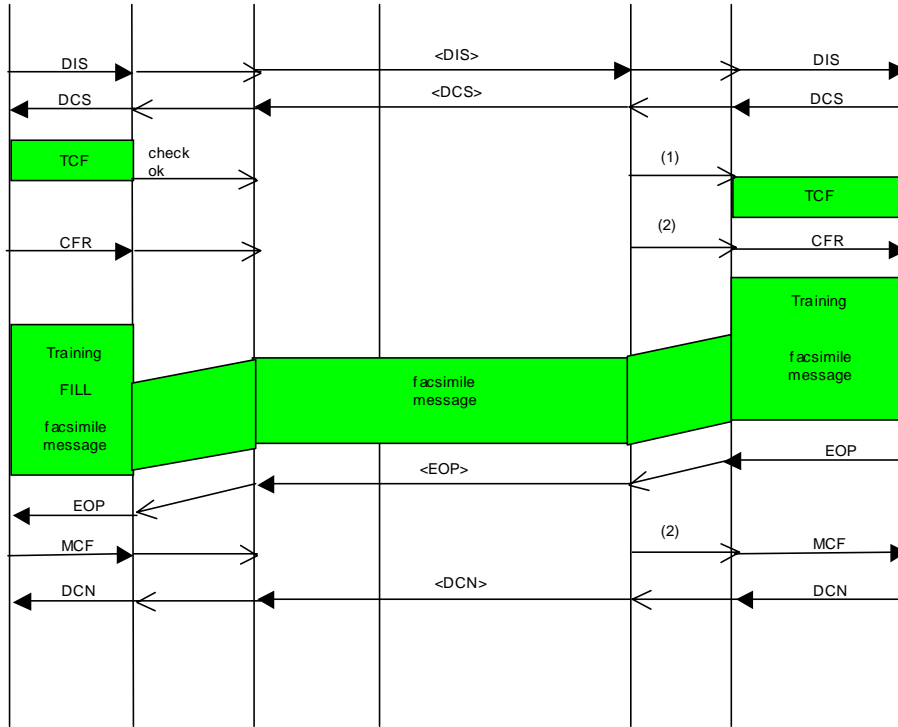 DIS <DIS> DIS
DCS <DCS> DCS
TCF check
ok (1)
TCF
CFR (2) CFR
Training
Training
FILL
facsimile
message
facsimile
message
facsimile
message
EOP
<EOP>
EOP
MCF (2) MCF
DCN <DCN> DCN